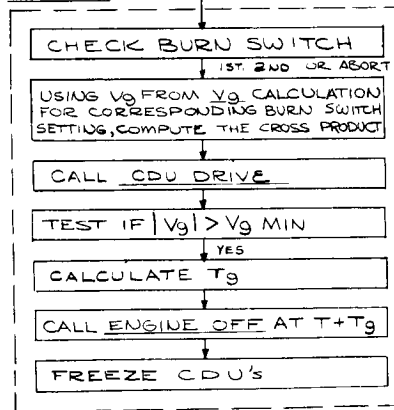 CHECK BURN SWITCH
1ST. 2ND OR ABORT
USING Vg FROM Vg CALCULATION
FOR CORRESPONDING BURN SWITCH
SETTING, COMPUTE THE CROSS PRODUCT
CALL CDU DRIVE
TEST IF |Vg| > Vg MIN
YES
CALCULATE Tg
CALL ENGINE OFF AT T+Tg
FREEZE CDU's